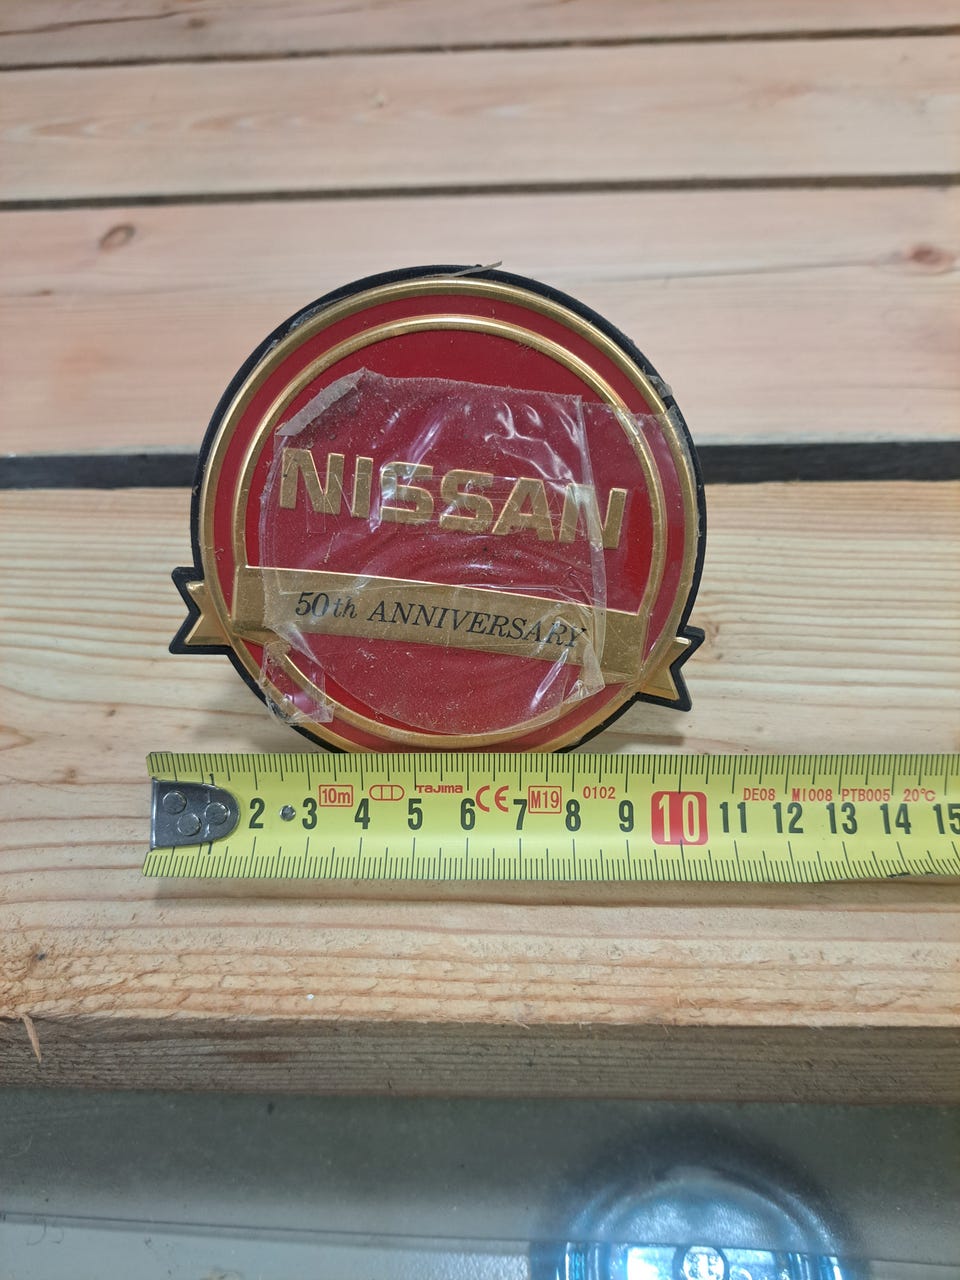 NISSAN
50th ANNIVERSARY
10m TAJIMA CE M19 0102 DE08 M1008 PTB005 20°C
2 3 4 5 6 7 8 9 10 11 12 13 14 15